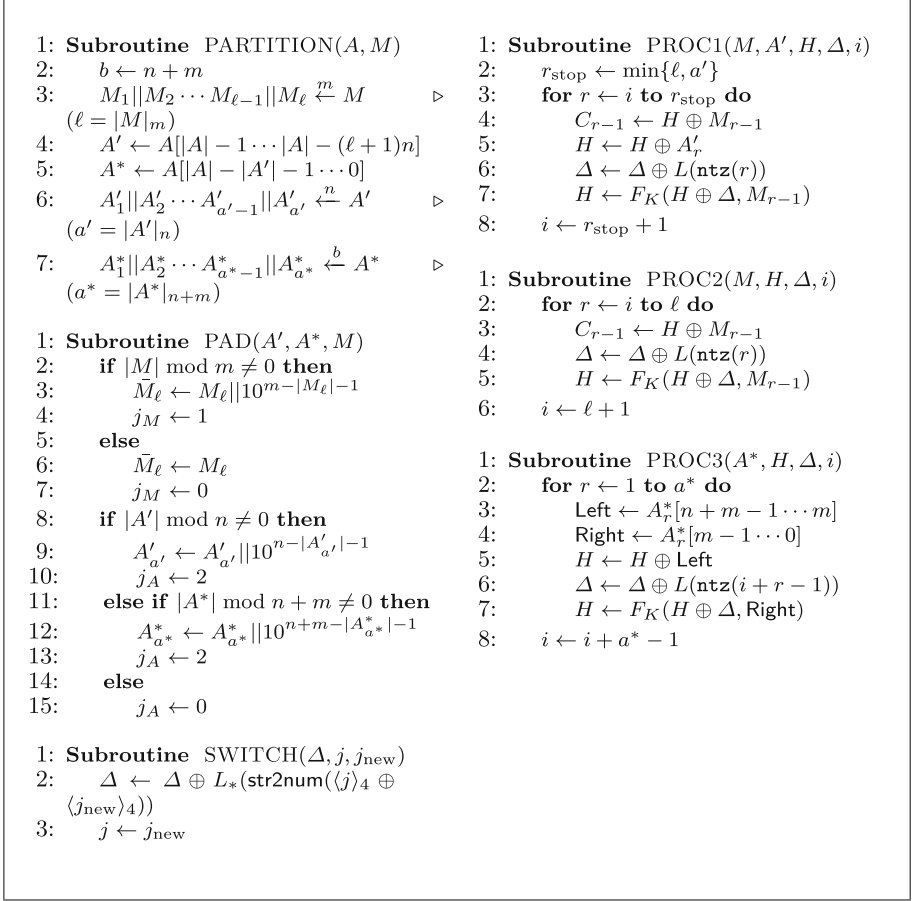 1: Subroutine PARTITION(A, M)
2: b ← n + m
3: M₁||M₂ ··· M_{ℓ−1}||M_ℓ ←^m M ▷
(ℓ = |M|_m)
4: A′ ← A[|A| − 1 ··· |A| − (ℓ + 1)n]
5: A* ← A[|A| − |A′| − 1 ··· 0]
6: A′₁||A′₂ ··· A′_{a′−1}||A′_{a′} ←^n A′ ▷
(a′ = |A′|_n)
7: A*₁||A*₂ ··· A*_{a*−1}||A*_{a*} ←^b A* ▷
(a* = |A*|_{n+m})
1: Subroutine PAD(A′, A*, M)
2: if |M| mod m ≠ 0 then
3: M̄_ℓ ← M_ℓ||10^{m−|M_ℓ|−1}
4: j_M ← 1
5: else
6: M̄_ℓ ← M_ℓ
7: j_M ← 0
8: if |A′| mod n ≠ 0 then
9: A′_{a′} ← A′_{a′}||10^{n−|A′_{a′}|−1}
10: j_A ← 2
11: else if |A*| mod n + m ≠ 0 then
12: A*_{a*} ← A*_{a*}||10^{n+m−|A*_{a*}|−1}
13: j_A ← 2
14: else
15: j_A ← 0
1: Subroutine SWITCH(Δ, j, j_new)
2: Δ ← Δ ⊕ L_*(str2num(⟨j⟩₄ ⊕
⟨j_new⟩₄))
3: j ← j_new
1: Subroutine PROC1(M, A′, H, Δ, i)
2: r_stop ← min{ℓ, a′}
3: for r ← i to r_stop do
4: C_{r−1} ← H ⊕ M_{r−1}
5: H ← H ⊕ A′_r
6: Δ ← Δ ⊕ L(ntz(r))
7: H ← F_K(H ⊕ Δ, M_{r−1})
8: i ← r_stop + 1
1: Subroutine PROC2(M, H, Δ, i)
2: for r ← i to ℓ do
3: C_{r−1} ← H ⊕ M_{r−1}
4: Δ ← Δ ⊕ L(ntz(r))
5: H ← F_K(H ⊕ Δ, M_{r−1})
6: i ← ℓ + 1
1: Subroutine PROC3(A*, H, Δ, i)
2: for r ← 1 to a* do
3: Left ← A*_r[n + m − 1 ··· m]
4: Right ← A*_r[m − 1 ··· 0]
5: H ← H ⊕ Left
6: Δ ← Δ ⊕ L(ntz(i + r − 1))
7: H ← F_K(H ⊕ Δ, Right)
8: i ← i + a* − 1